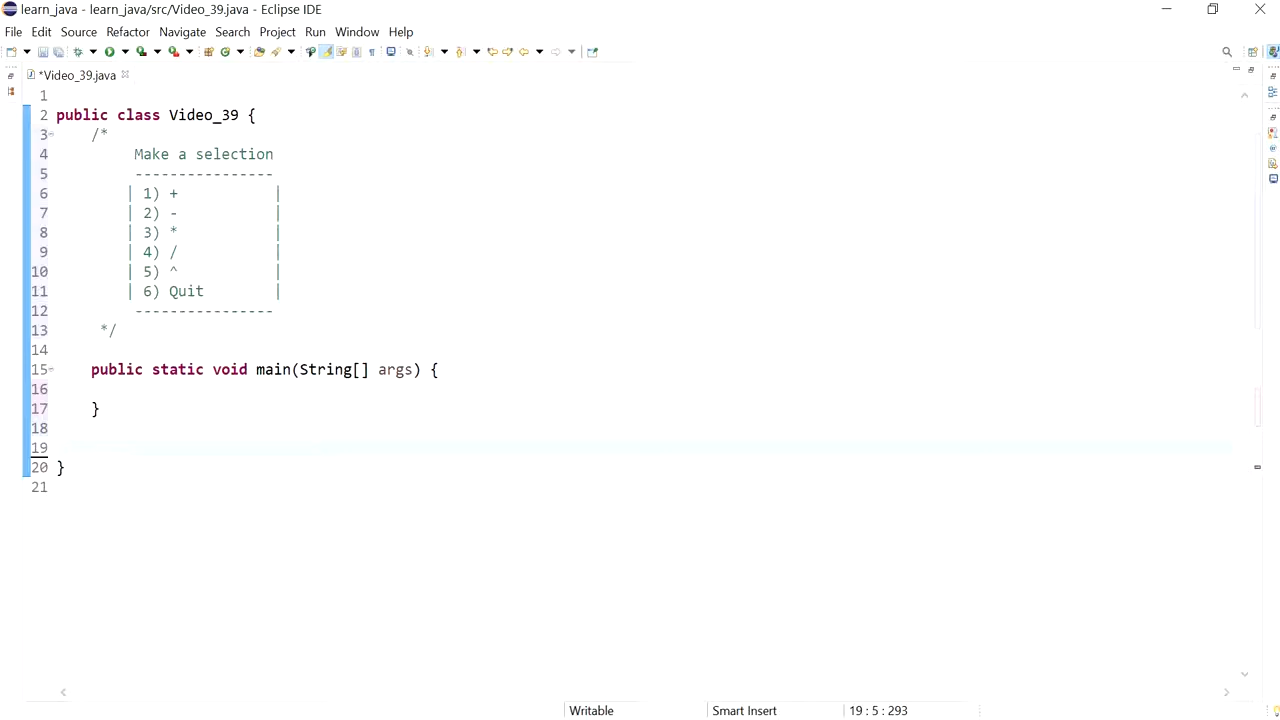 learn_java - learn_java/src/Video_39.java - Eclipse IDE
File Edit Source Refactor Navigate Search Project Run Window Help
*Video_39.java
1
2 public class Video_39 {
3 /*
4 Make a selection
5 ----------------
6 | 1) + |
7 | 2) - |
8 | 3) * |
9 | 4) / |
10 | 5) ^ |
11 | 6) Quit |
12 ----------------
13 */
14
15 public static void main(String[] args) {
16
17 }
18
19
20 }
21
Writable Smart Insert 19 : 5 : 293